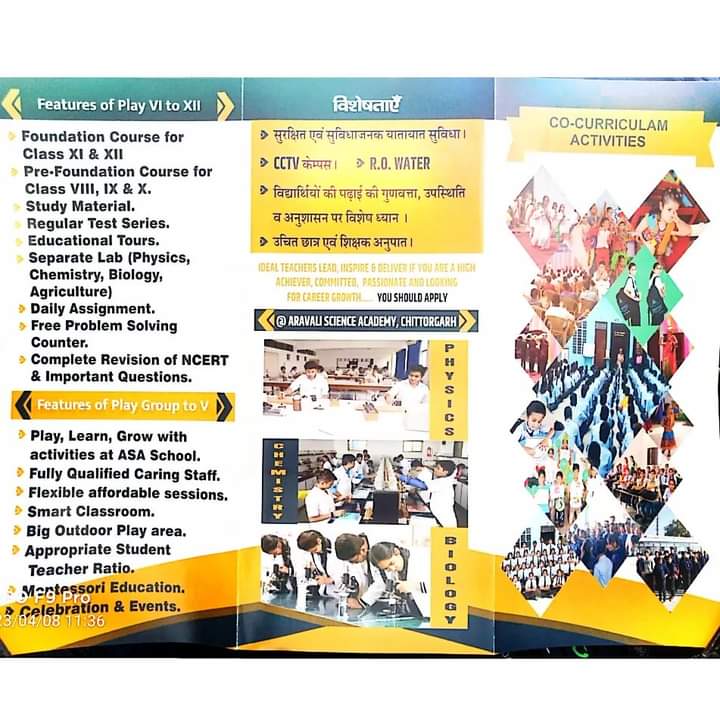 Features of Play VI to XII
Foundation Course for
Class XI & XII
Pre-Foundation Course for
Class VIII, IX & X.
Study Material.
Regular Test Series.
Educational Tours.
Separate Lab (Physics,
Chemistry, Biology,
Agriculture)
Daily Assignment.
Free Problem Solving
Counter.
Complete Revision of NCERT
& Important Questions.
Features of Play Group to V
Play, Learn, Grow with
activities at ASA School.
Fully Qualified Caring Staff.
Flexible affordable sessions.
Smart Classroom.
Big Outdoor Play area.
Appropriate Student
Teacher Ratio.
Montessori Education.
Celebration & Events.
F9 Pro
23/04/08 11:36
विशेषताएँ
सुरक्षित एवं सुविधाजनक यातायात सुविधा।
CCTV केम्पस। R.O. WATER
विद्यार्थियों की पढ़ाई की गुणवत्ता, उपस्थिति
व अनुशासन पर विशेष ध्यान ।
उचित छात्र एवं शिक्षक अनुपात।
IDEAL TEACHERS LEAD, INSPIRE & DELIVER IF YOU ARE A HIGH
ACHIEVER, COMMITTED, PASSIONATE AND LOOKING
FOR CAREER GROWTH..... YOU SHOULD APPLY
@ ARAVALI SCIENCE ACADEMY, CHITTORGARH
PHYSICS
CHEMISTRY
BIOLOGY
CO-CURRICULAM
ACTIVITIES